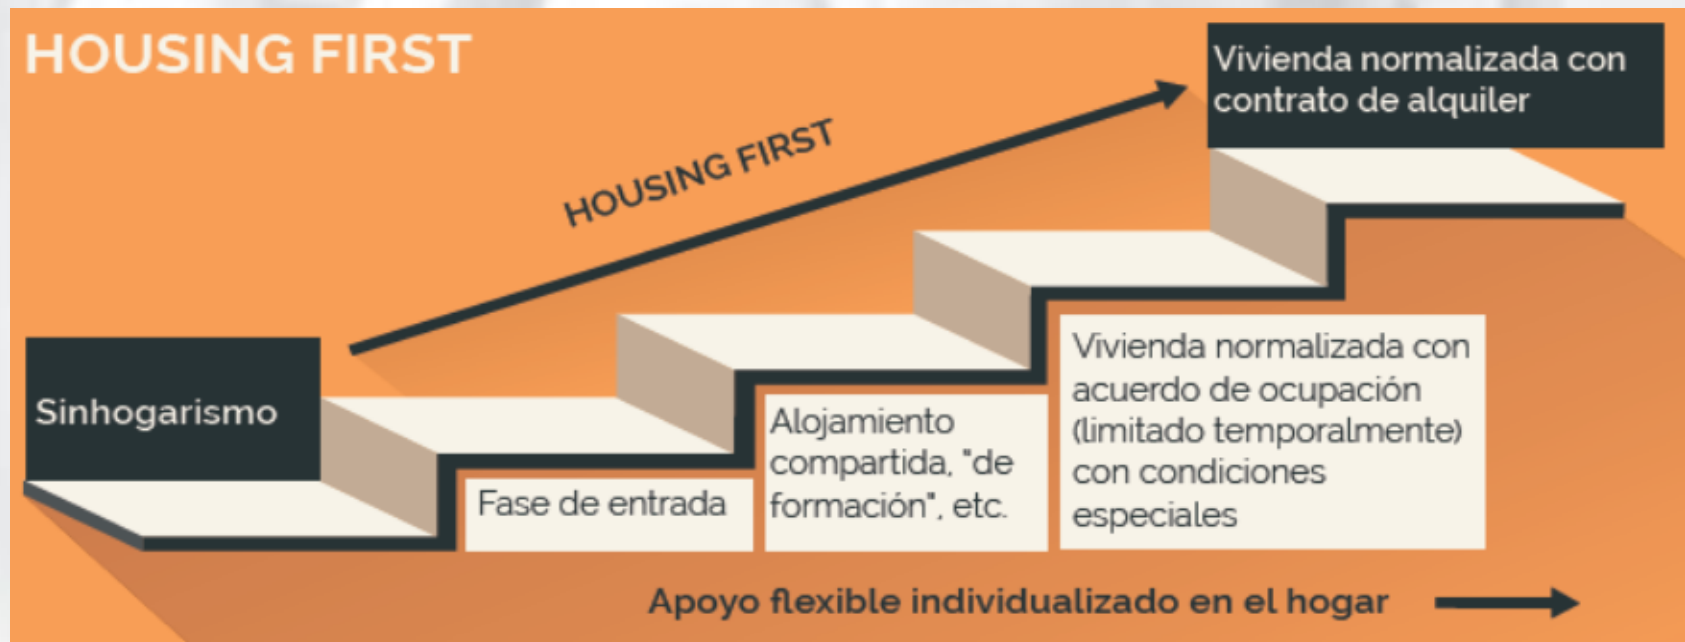 HOUSING FIRST
Vivienda normalizada con
contrato de alquiler
HOUSING FIRST
Sinhogarismo
Fase de entrada
Alojamiento
compartida, "de
formación", etc.
Vivienda normalizada con
acuerdo de ocupación
(limitado temporalmente)
con condiciones
especiales
Apoyo flexible individualizado en el hogar